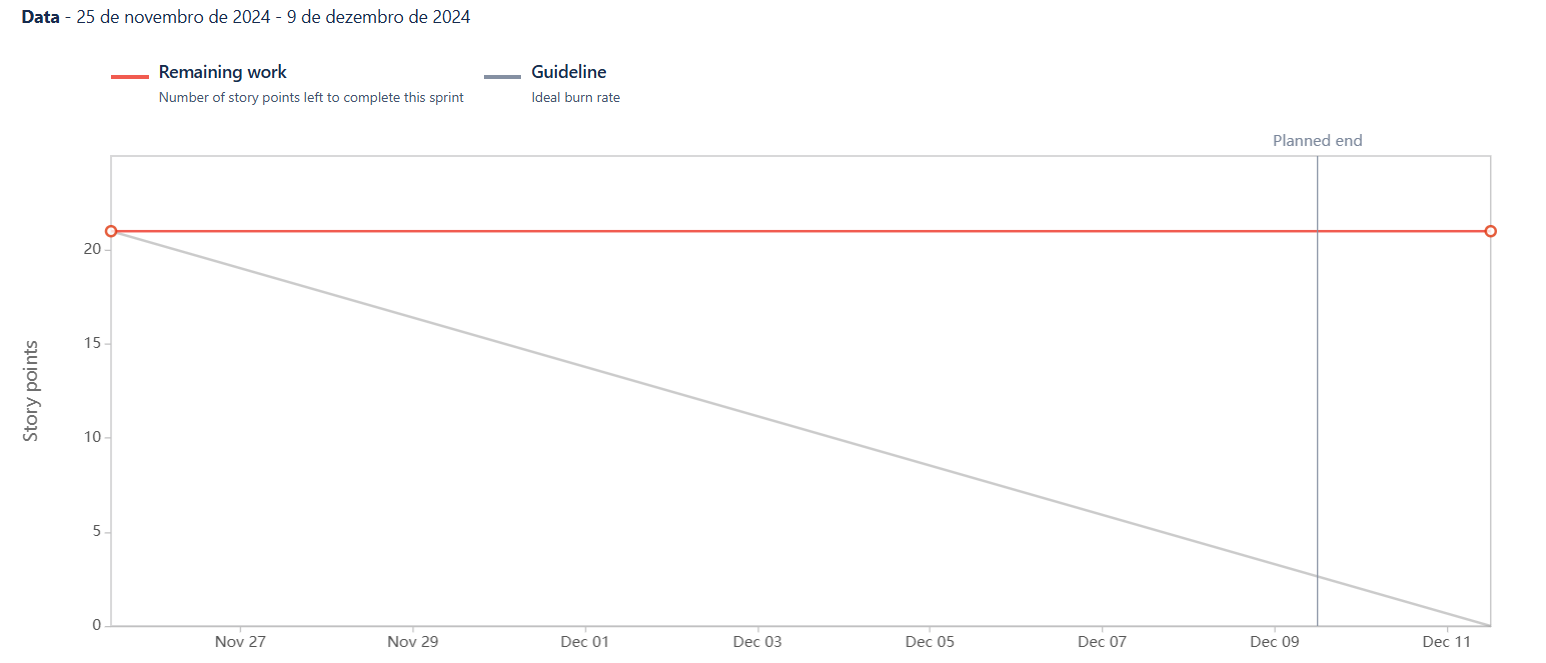 Data - 25 de novembro de 2024 - 9 de dezembro de 2024
Remaining work
Number of story points left to complete this sprint
Guideline
Ideal burn rate
Planned end
Story points
20
15
10
5
0
Nov 27
Nov 29
Dec 01
Dec 03
Dec 05
Dec 07
Dec 09
Dec 11